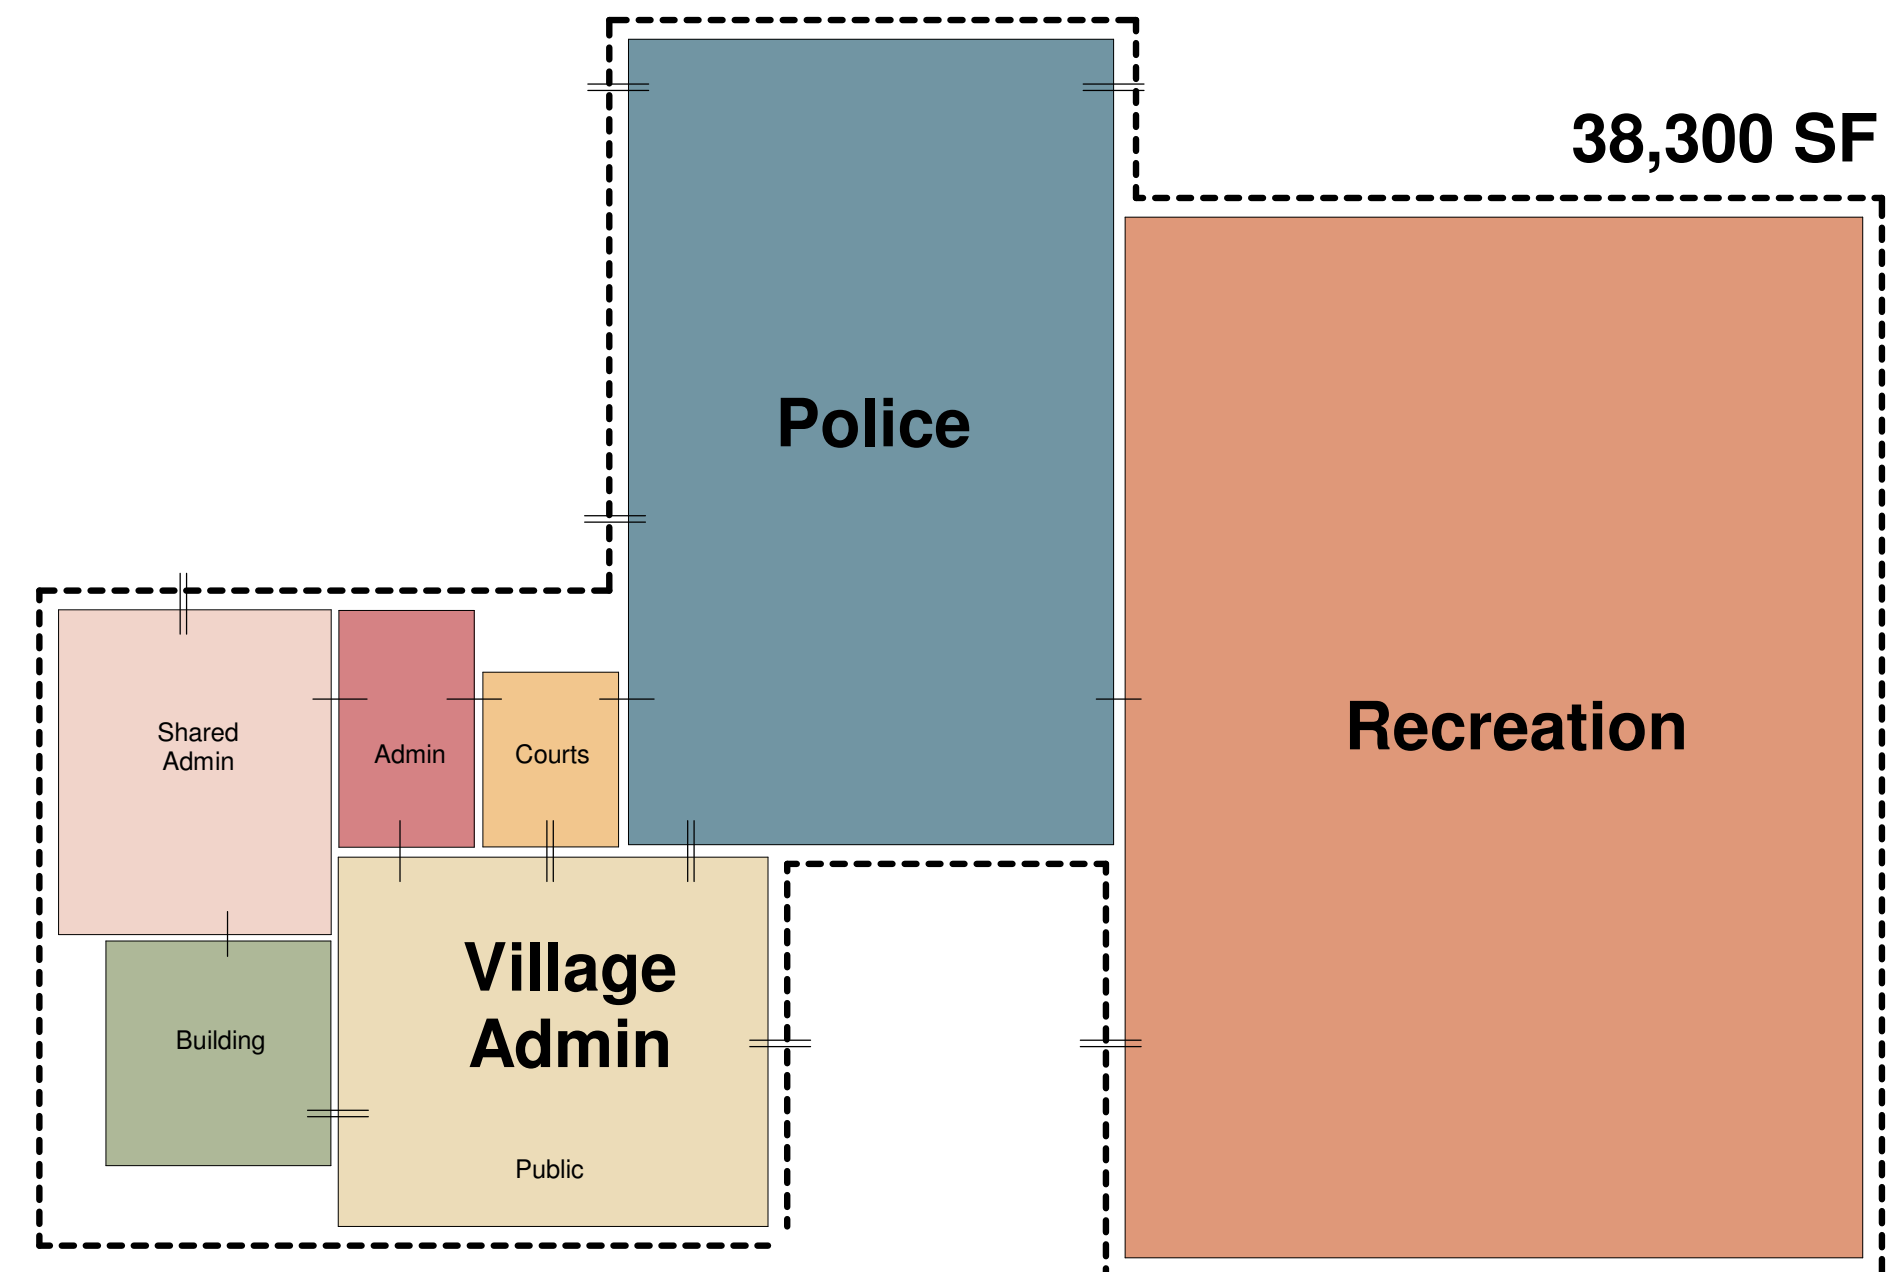 38,300 SF
Police
Recreation
Shared
Admin
Admin
Courts
Village
Admin
Building
Public